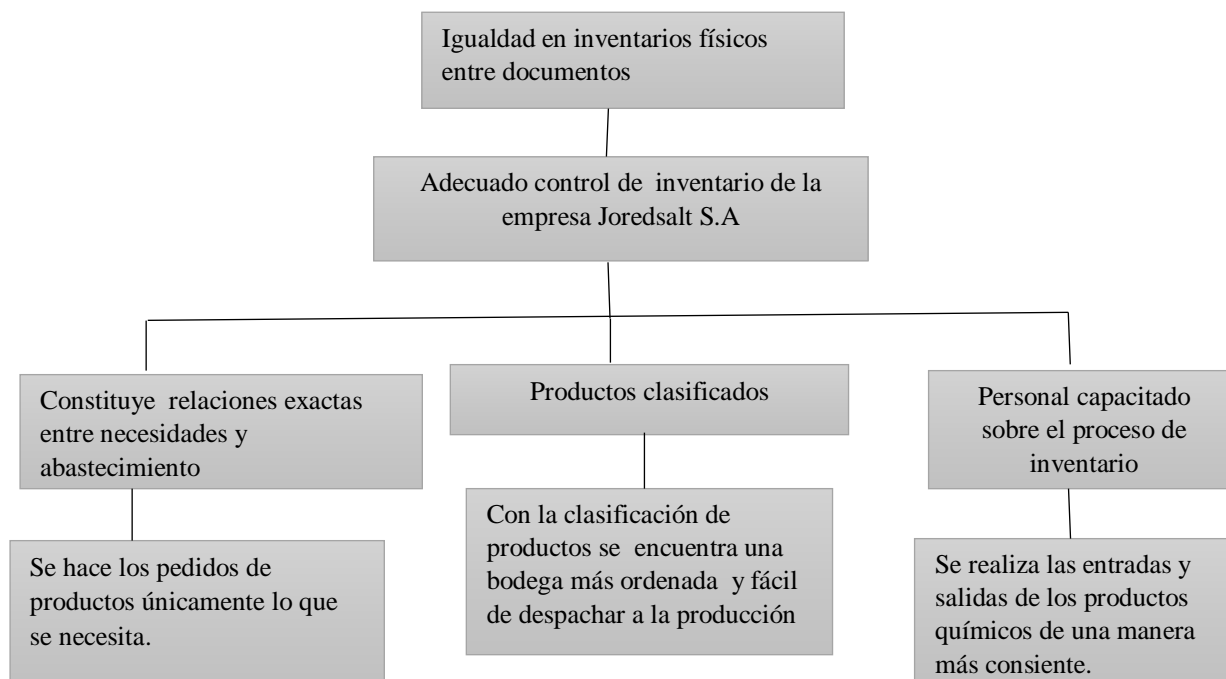 Igualdad en inventarios físicos
entre documentos
Adecuado control de  inventario de la
empresa Joredsalt S.A
Constituye  relaciones exactas
entre necesidades y
abastecimiento
Productos clasificados
Personal capacitado
sobre el proceso de
inventario
Se hace los pedidos de
productos únicamente lo que
se necesita.
Con la clasificación de
productos se  encuentra una
bodega más ordenada  y fácil
de despachar a la producción
Se realiza las entradas y
salidas de los productos
químicos de una manera
más consiente.